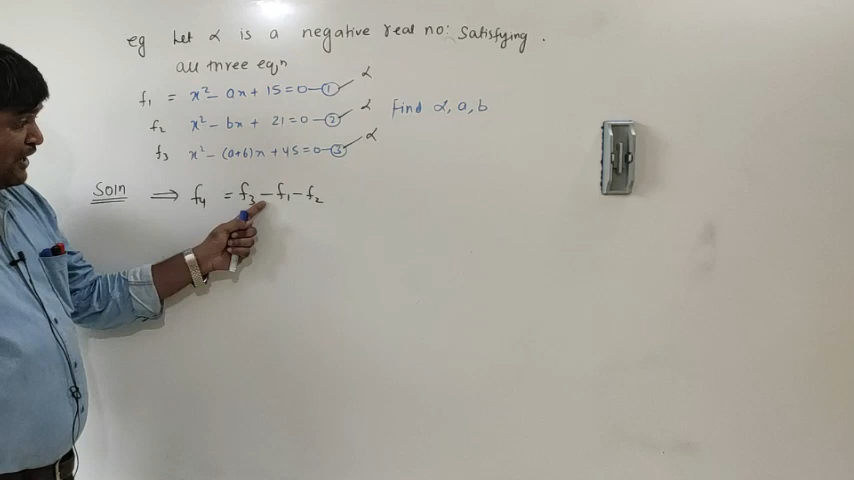 eg Let α is a negative real no: satisfying.
all three eqⁿ
f₁ = x² - ax + 15 = 0 — ① α
f₂ x² - bx + 21 = 0 — ② α find α, a, b
f₃ x² - (a+b)x + 45 = 0 — ③ α
Soln ⟹ f₄ = f₃ - f₁ - f₂